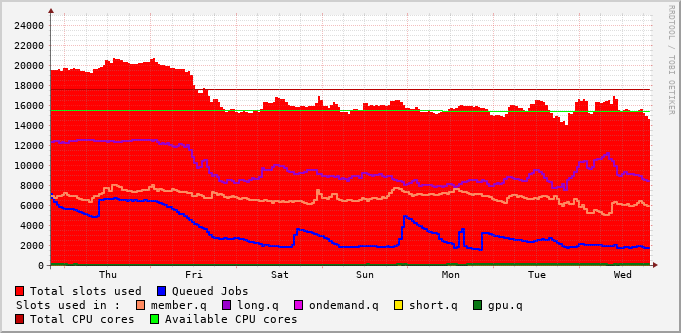 RRDTOOL / TOBI OETIKER
24000
22000
20000
18000
16000
14000
12000
10000
8000
6000
4000
2000
0
Thu Fri Sat Sun Mon Tue Wed
Total slots used Queued Jobs
Slots used in : member.q long.q ondemand.q short.q gpu.q
Total CPU cores Available CPU cores